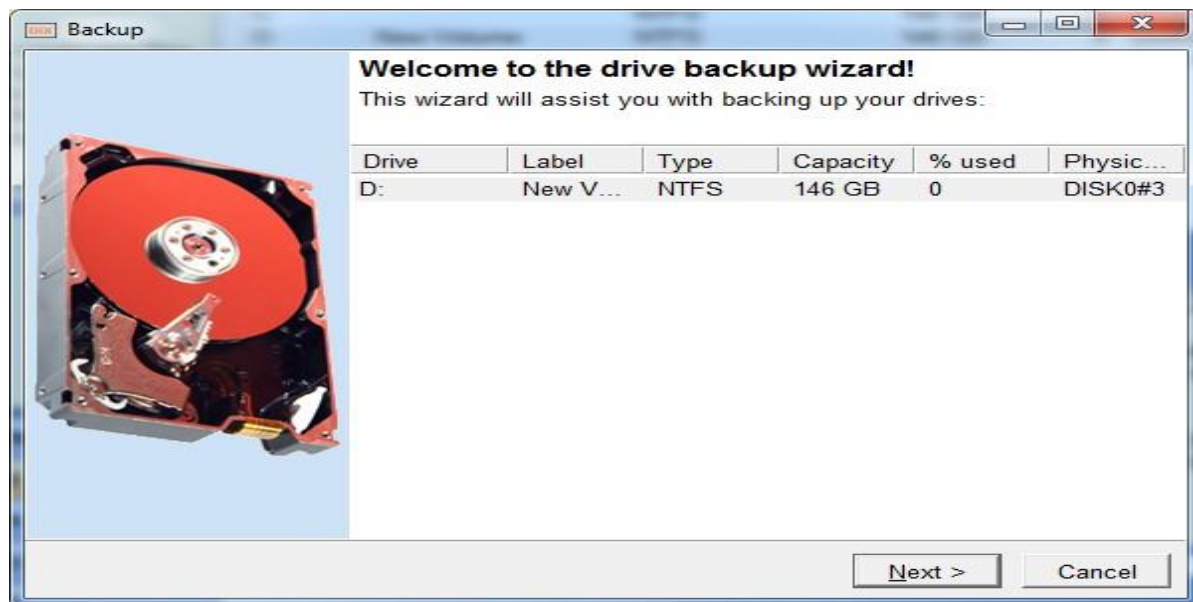 Backup
Welcome to the drive backup wizard!
This wizard will assist you with backing up your drives:
Drive Label Type Capacity % used Physic...
D: New V... NTFS 146 GB 0 DISK0#3
Next > Cancel